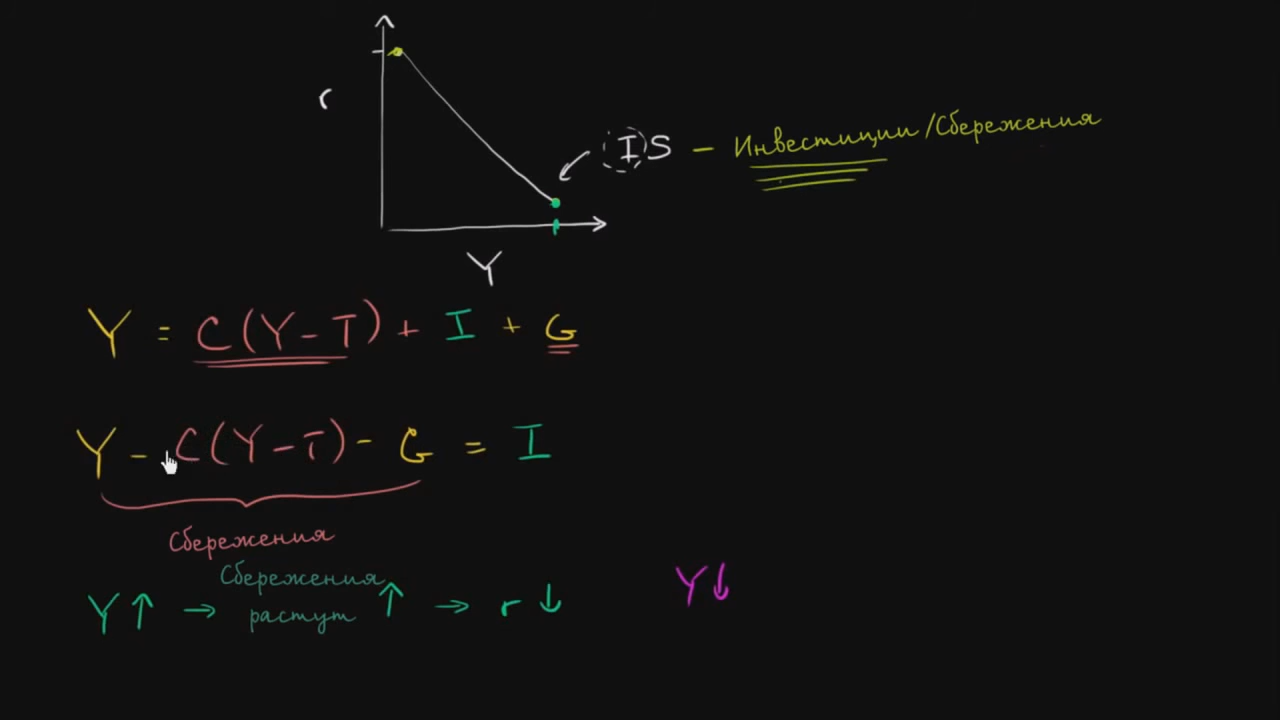 r
IS - Инвестиции/Сбережения
Y
Y = C(Y-T) + I + G
Y - C(Y-T) - G = I
Сбережения
Y↑ → Сбережения растут ↑ → r↓
Y↓